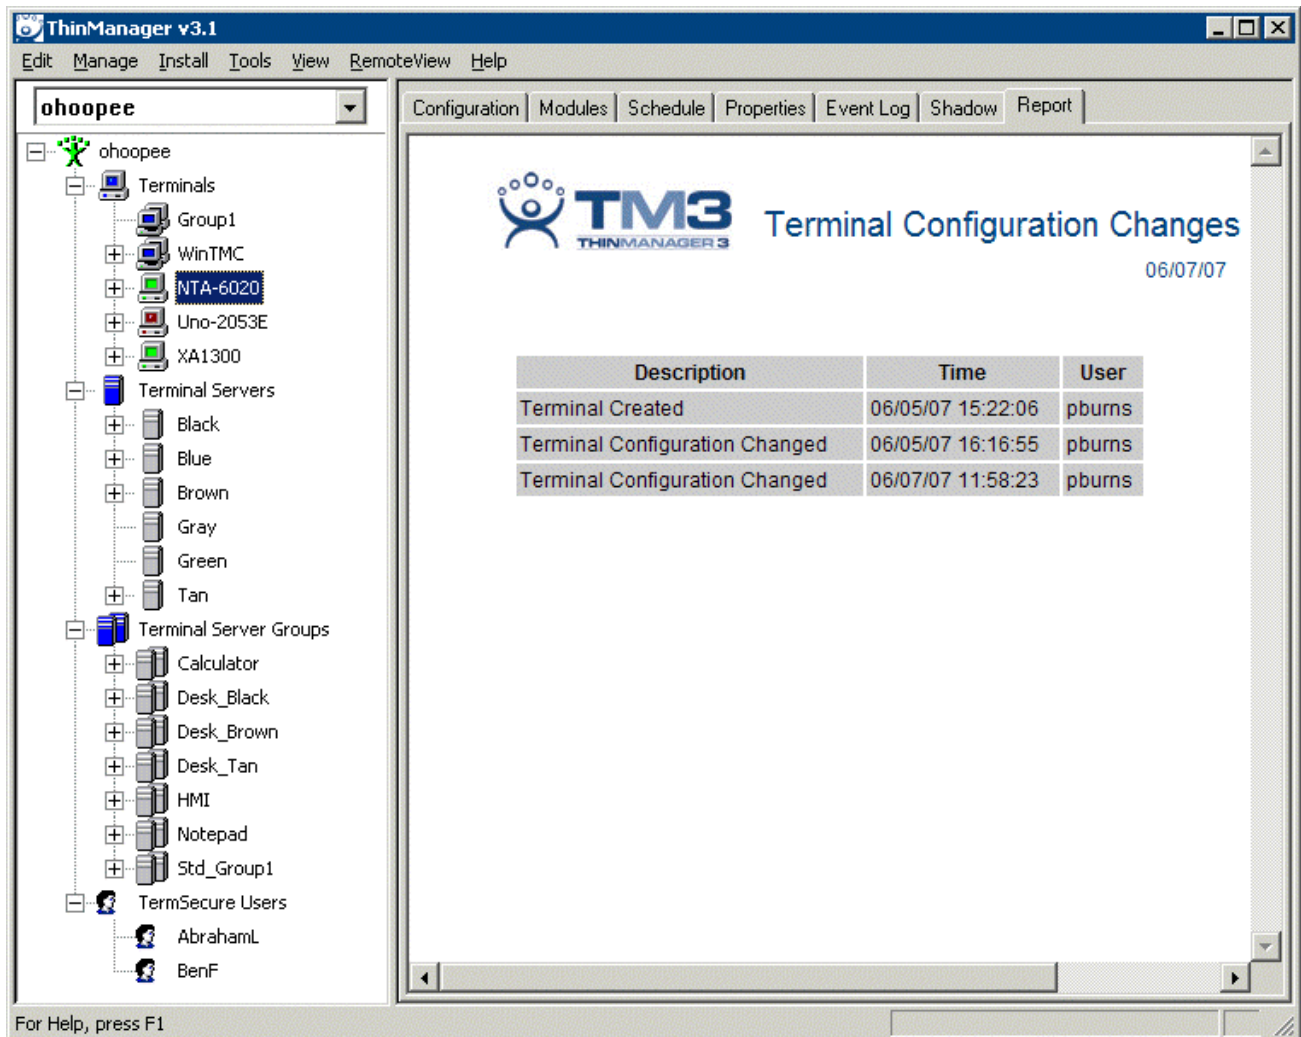 ThinManager v3.1
Edit Manage Install Tools View RemoteView Help
ohoopee
Configuration Modules Schedule Properties Event Log Shadow Report
ohoopee
Terminals
Group1
WinTMC
NTA-6020
Uno-2053E
XA1300
Terminal Servers
Black
Blue
Brown
Gray
Green
Tan
Terminal Server Groups
Calculator
Desk_Black
Desk_Brown
Desk_Tan
HMI
Notepad
Std_Group1
TermSecure Users
AbrahamL
BenF
TM3
THINMANAGER 3
Terminal Configuration Changes
06/07/07
Description Time User
Terminal Created 06/05/07 15:22:06 pburns
Terminal Configuration Changed 06/05/07 16:16:55 pburns
Terminal Configuration Changed 06/07/07 11:58:23 pburns
For Help, press F1